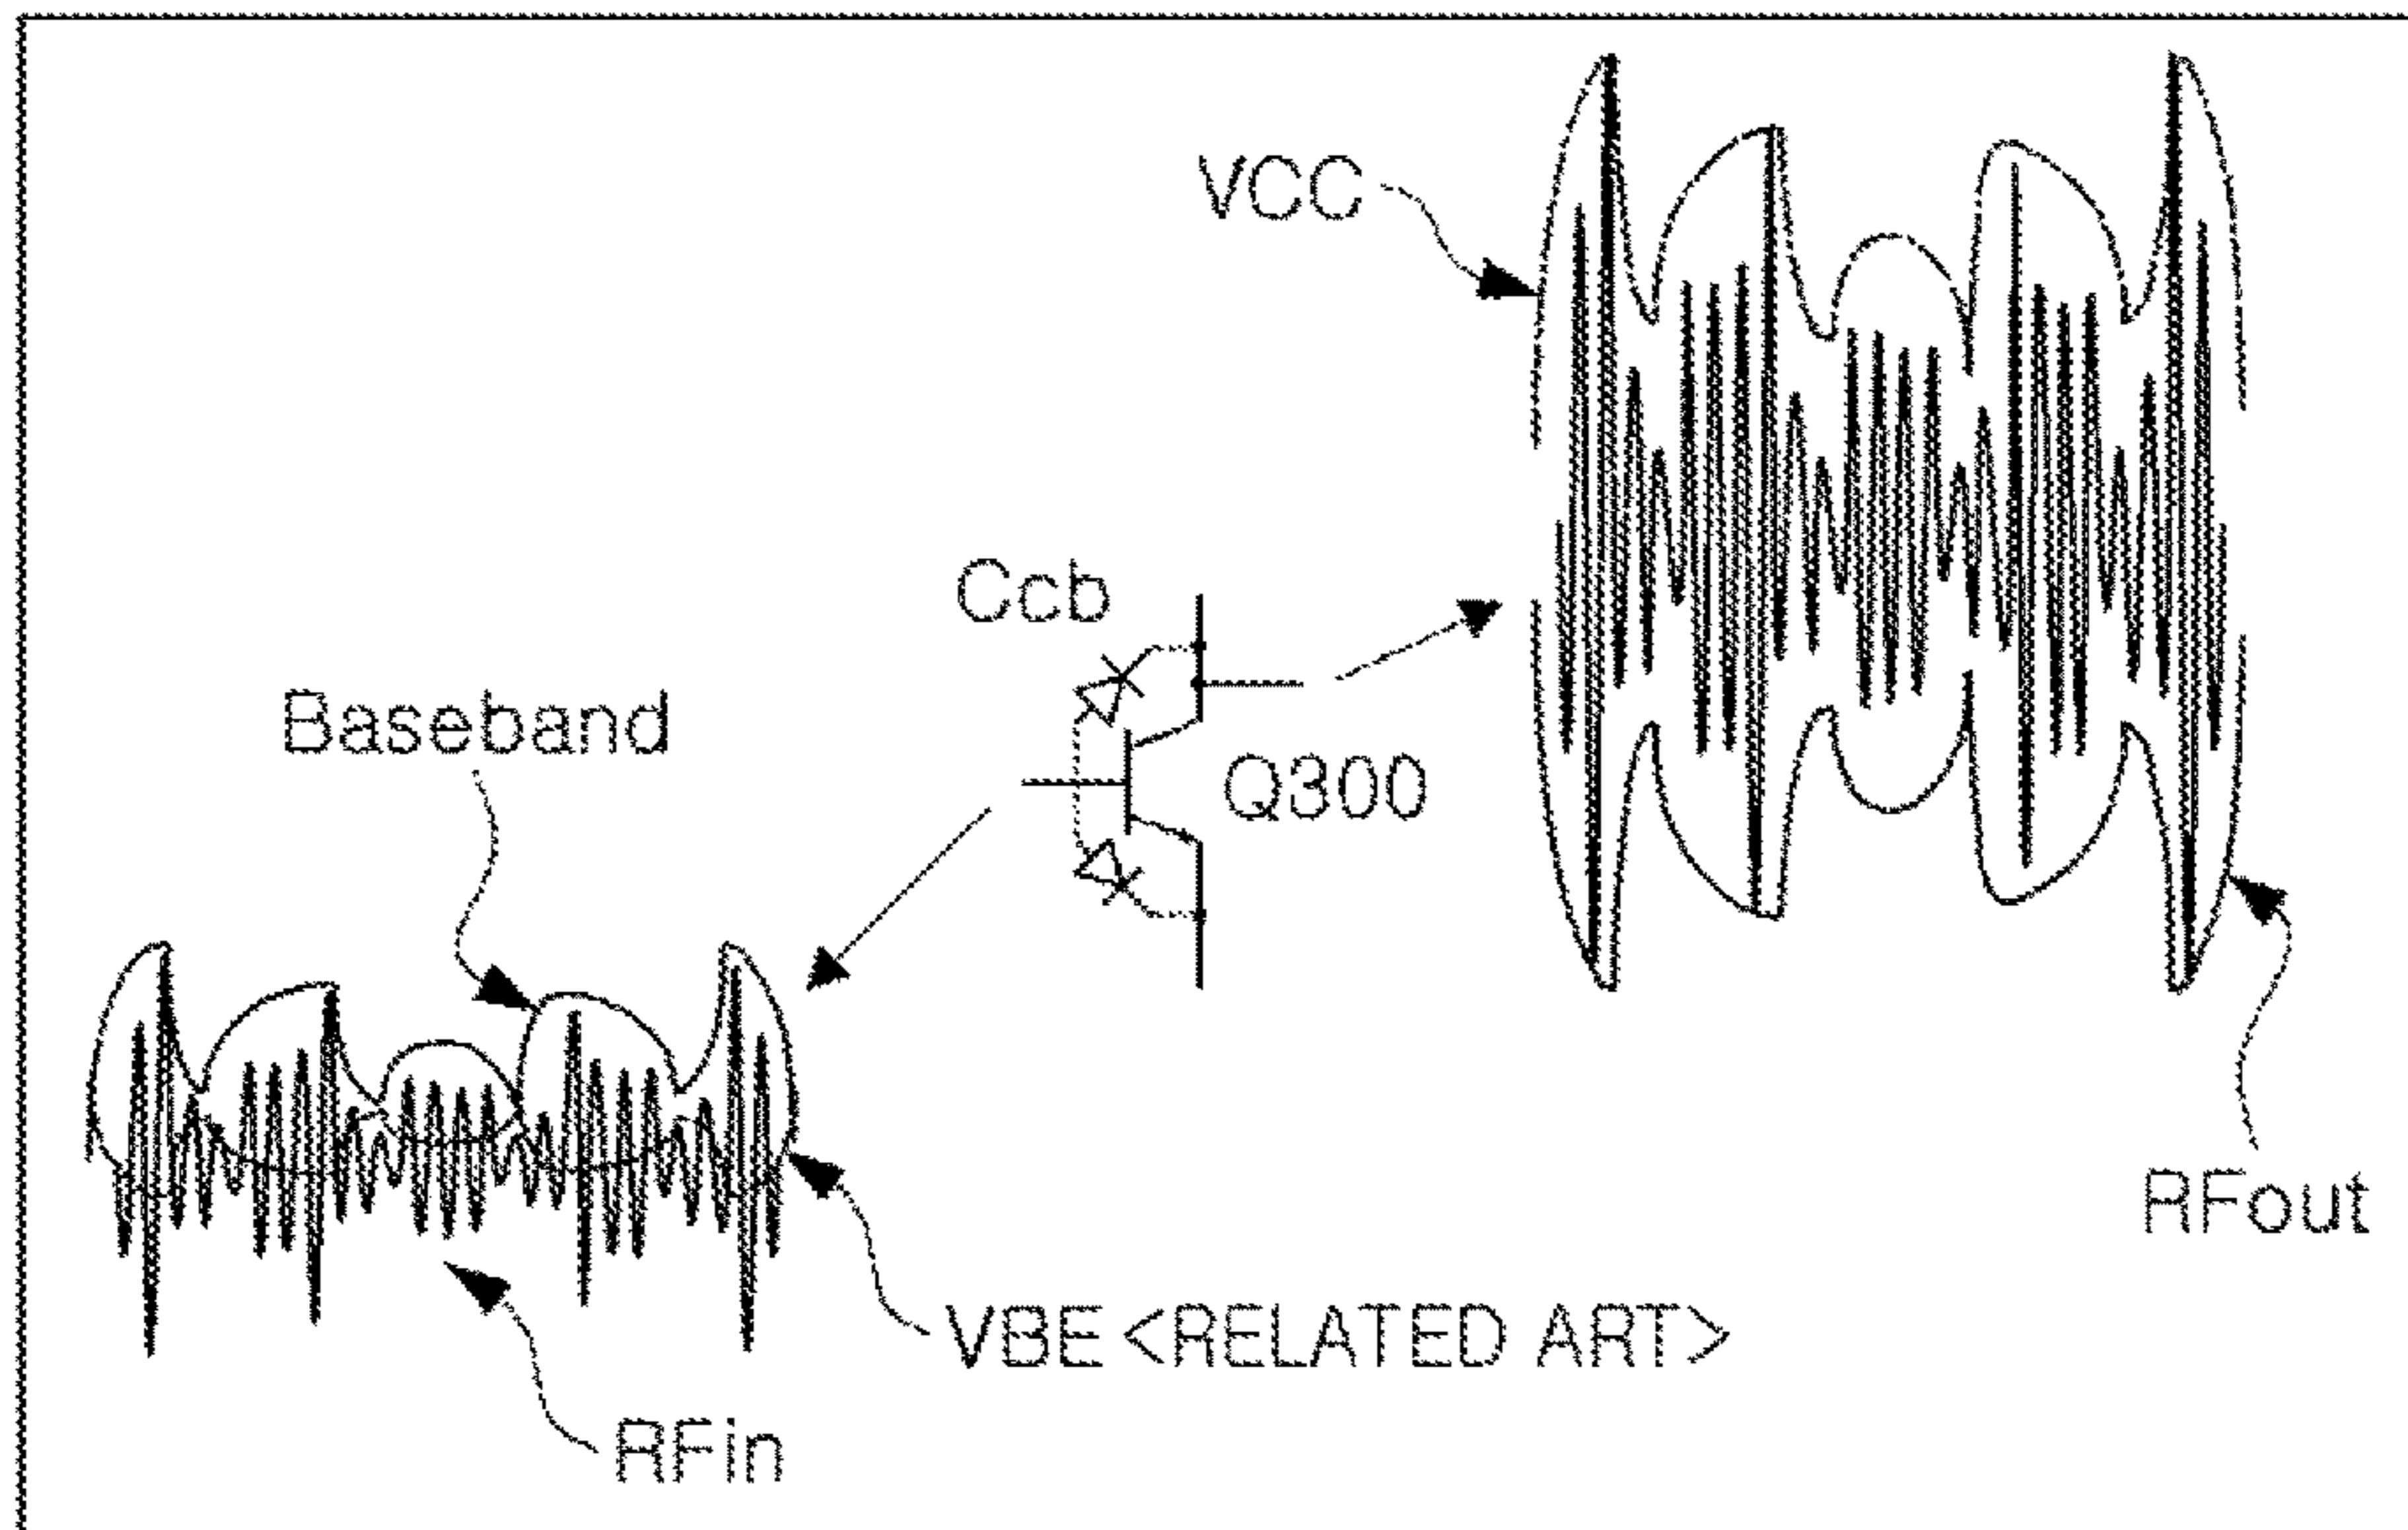 VCC
Ccb
Baseband
Q300
RFout
VBE <RELATED ART>
RFin